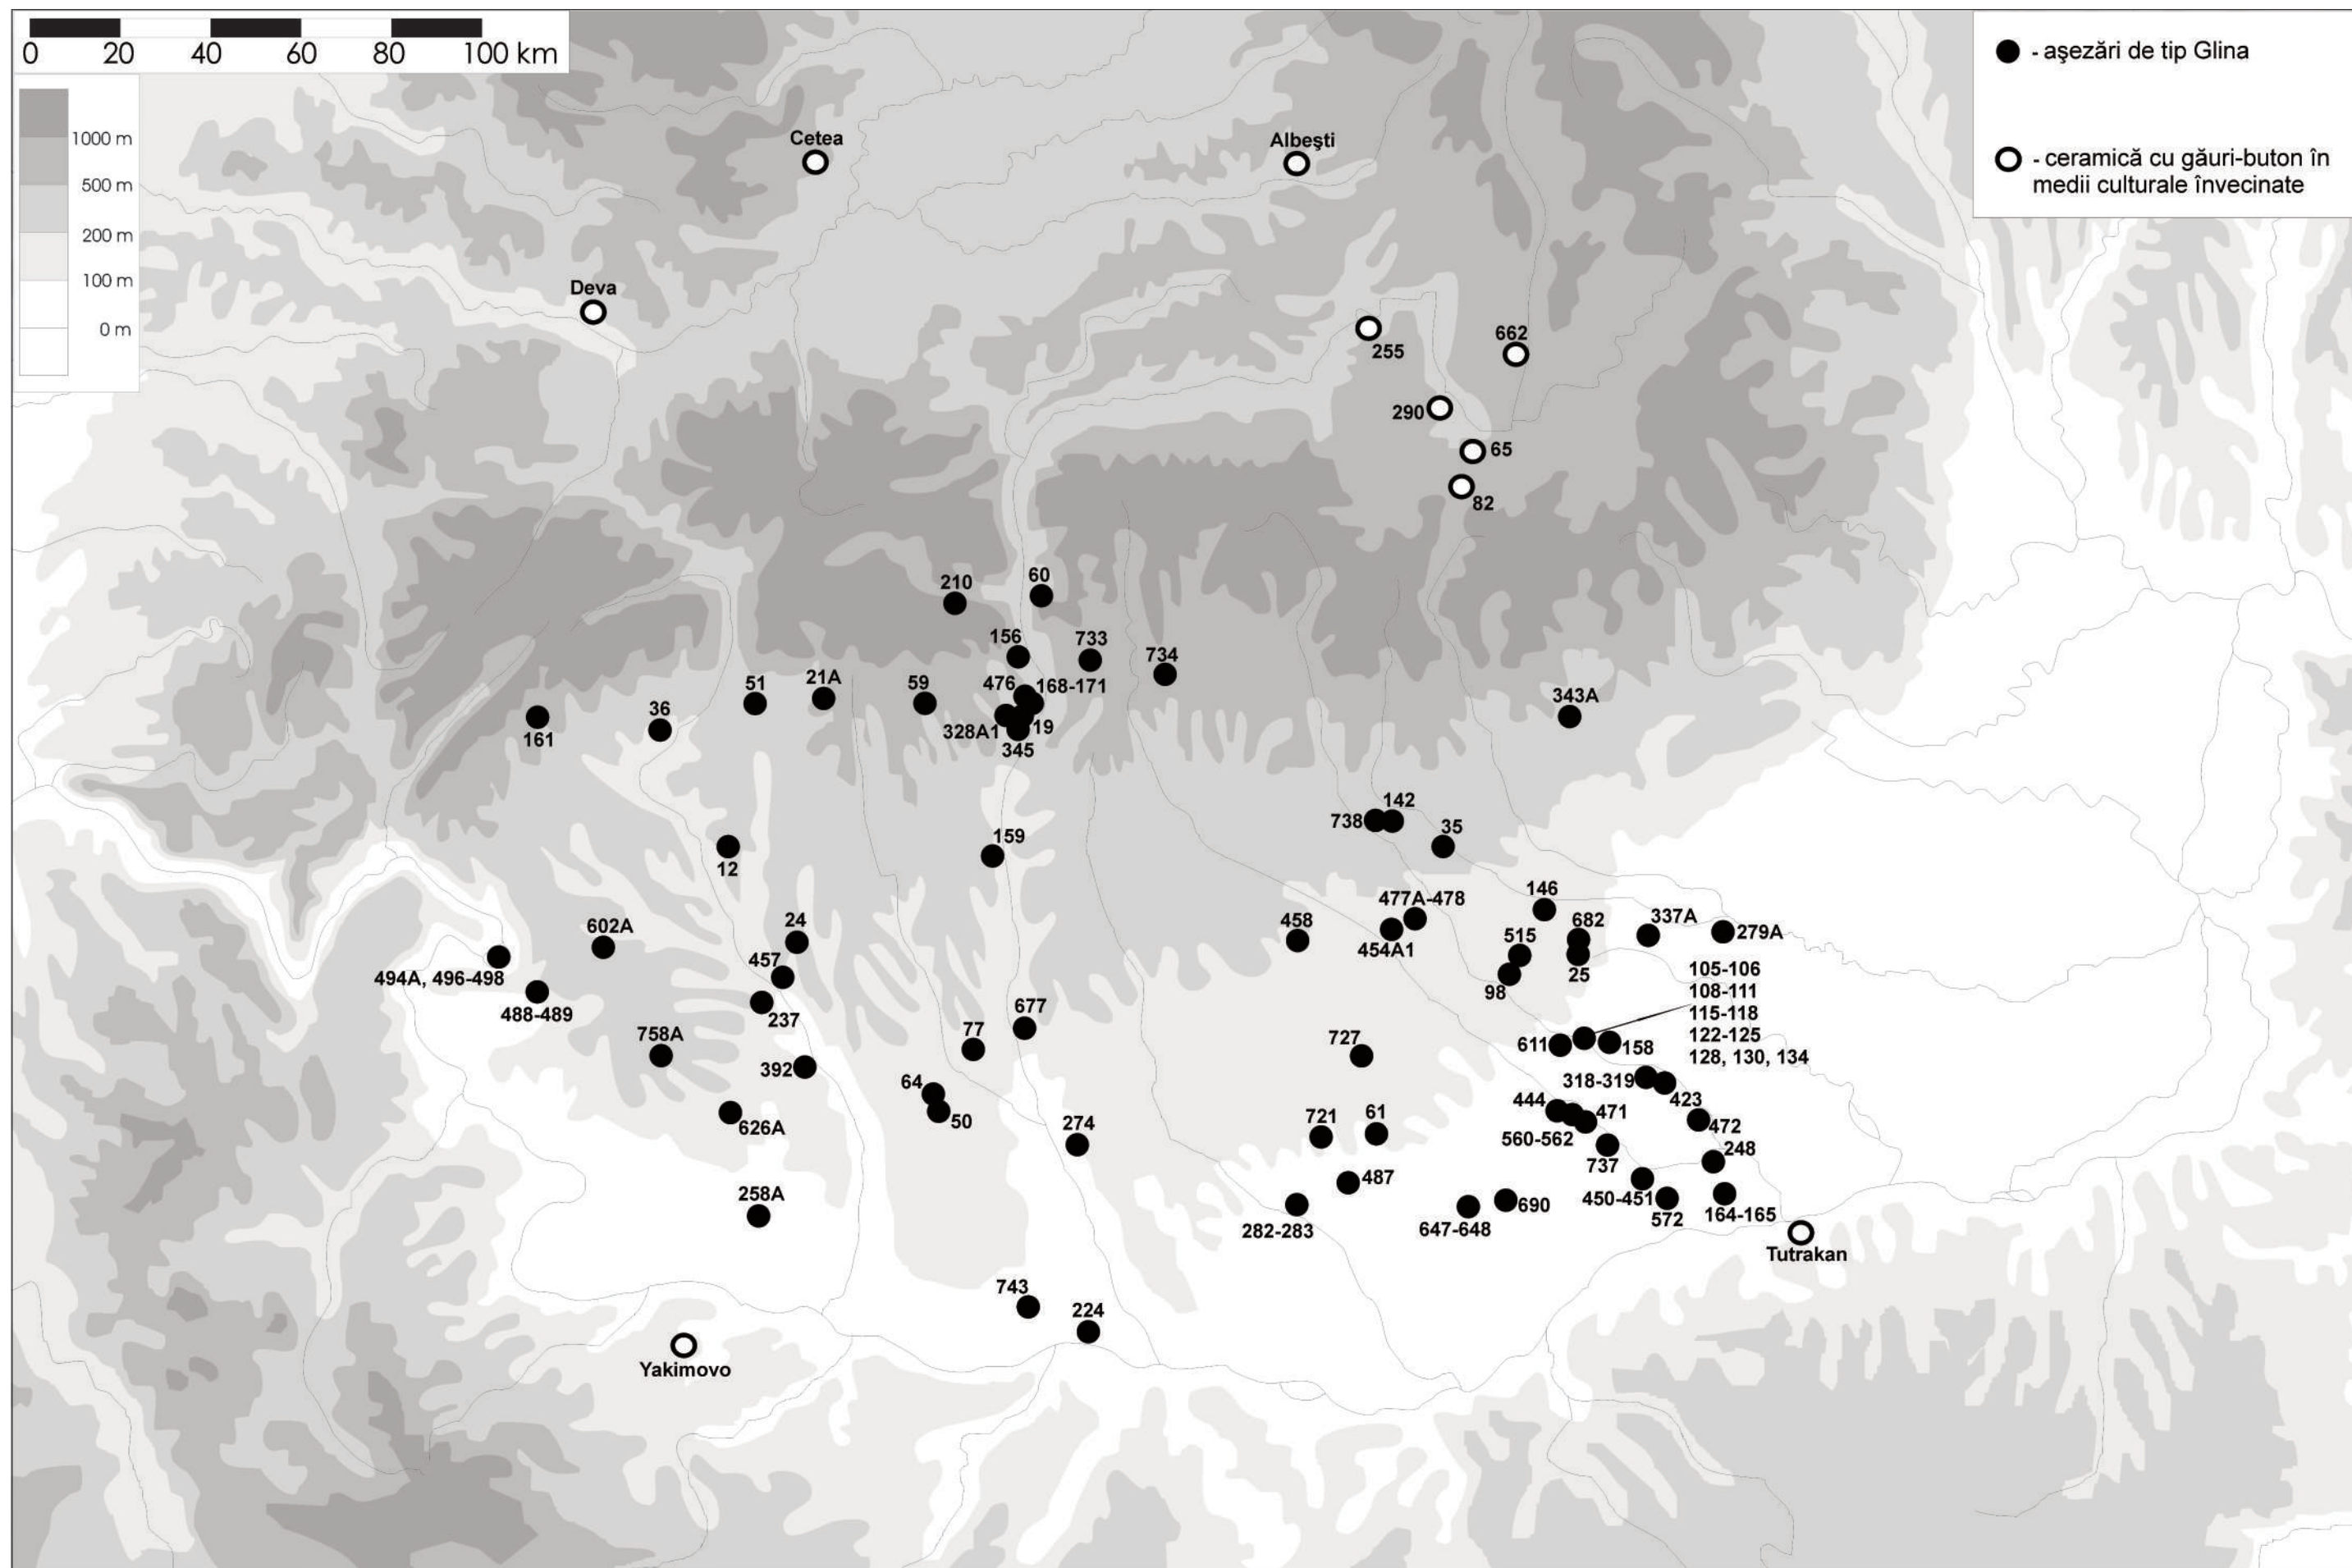 0 20 40 60 80 100 km
- aşezări de tip Glina
- ceramică cu găuri-buton în
medii culturale învecinate
1000 m
500 m
200 m
100 m
0 m
Cetea
Albeşti
Deva
255
662
290
65
82
210
60
156
733
734
51
21A
59
476
168-171
36
161
328A1
19
345
343A
142
738
35
159
12
146
477A-478
458
454A1
682
337A
279A
515
25
98
602A
24
457
494A, 496-498
488-489
237
105-106
108-111
115-118
122-125
128, 130, 134
677
77
758A
392
727
611
158
318-319
423
64
50
626A
444
471
560-562
472
721
61
274
737
248
487
258A
282-283
647-648
690
450-451
572
164-165
Tutrakan
743
224
Yakimovo